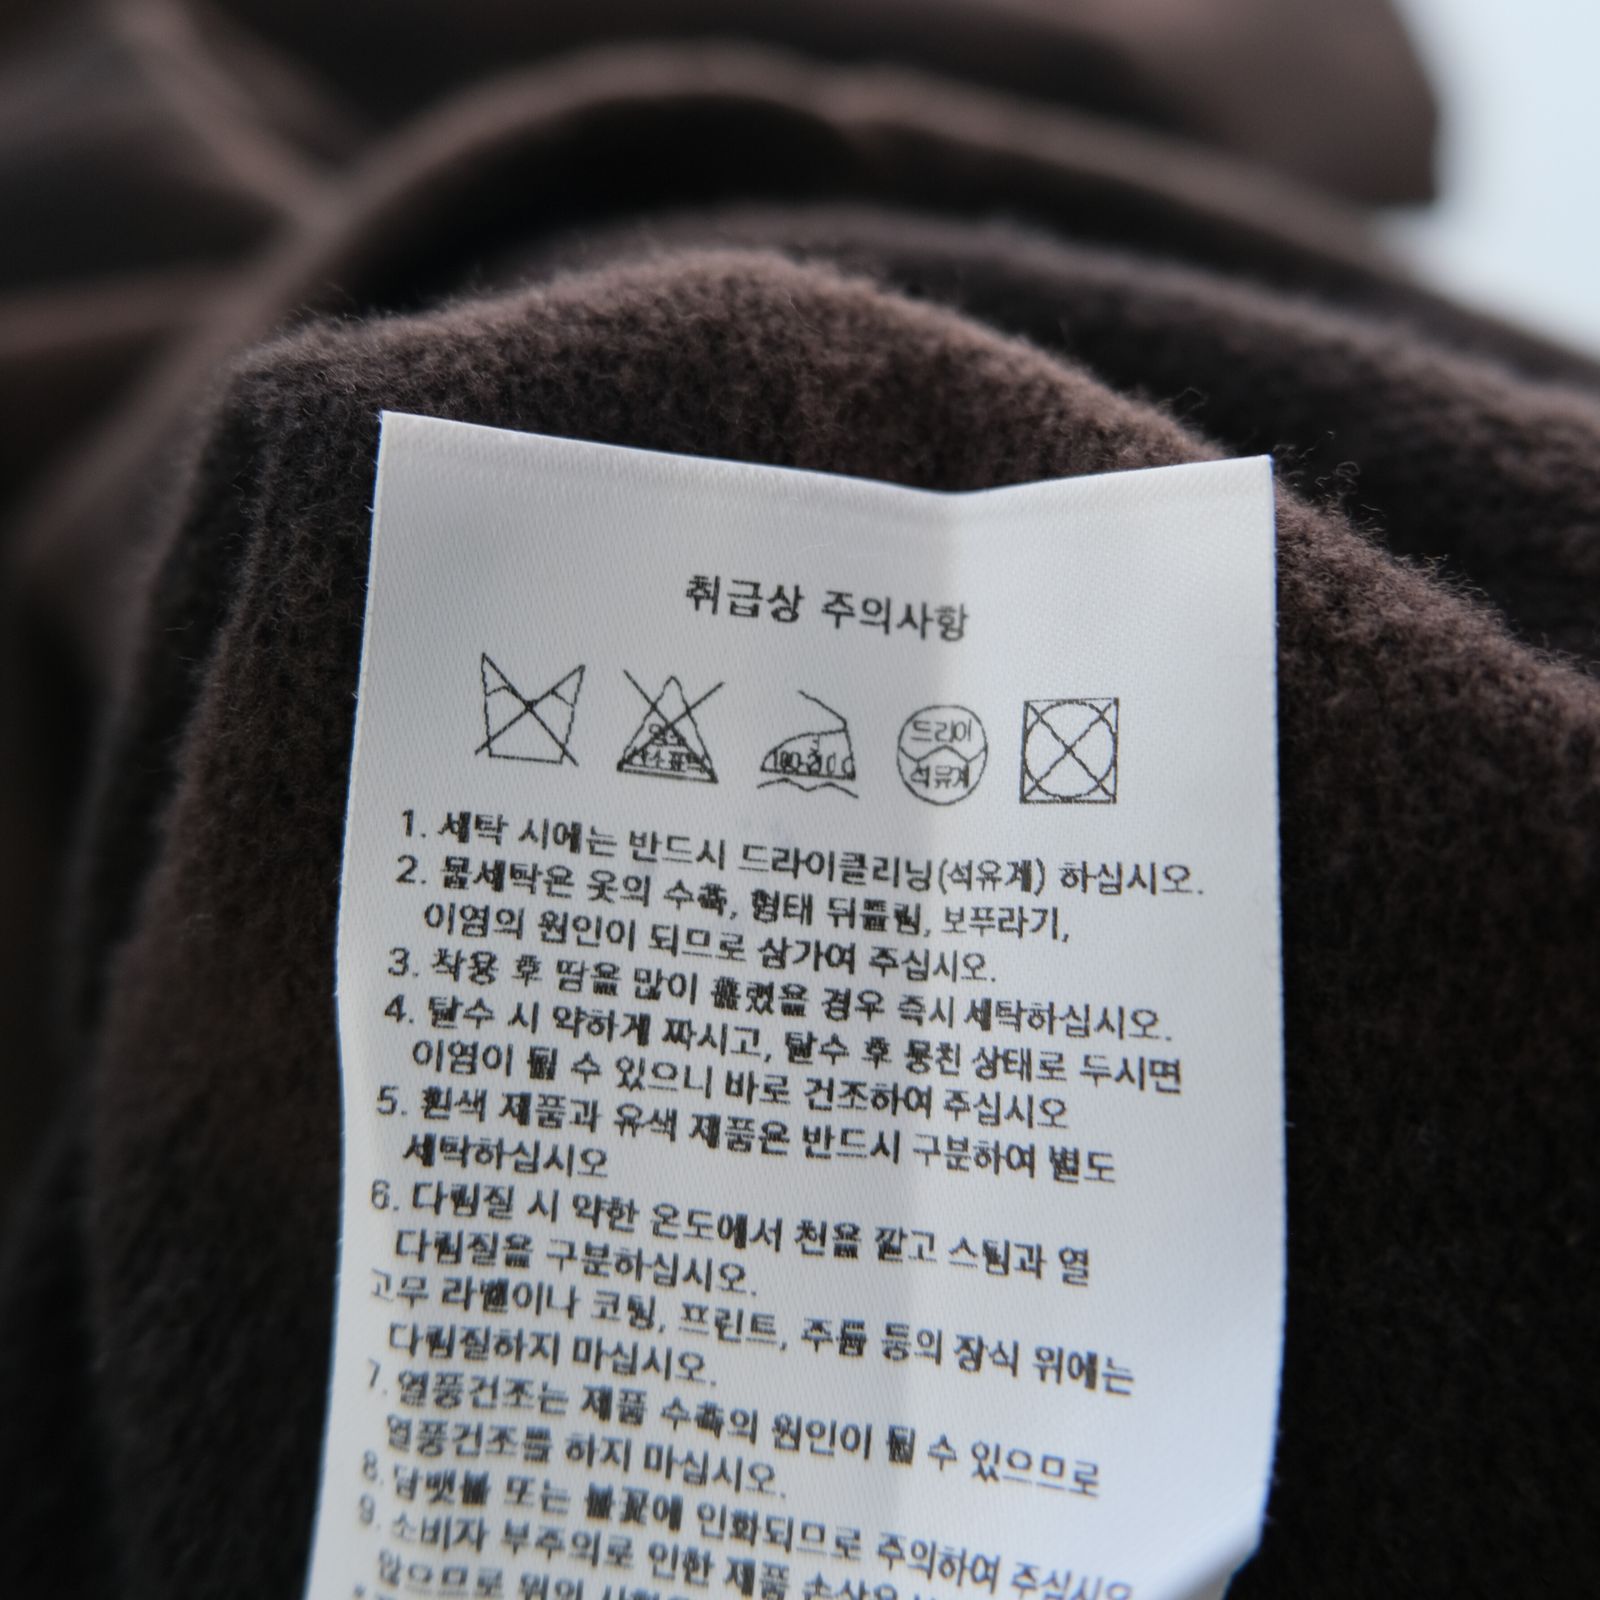 취급상 주의사항
드라이
석유계
1. 세탁 시에는 반드시 드라이클리닝(석유계) 하십시오.
2. 물세탁은 옷의 수축, 형태 뒤틀림, 보푸라기,
이염의 원인이 되므로 삼가여 주십시오.
3. 착용 후 땀을 많이 흘렸을 경우 즉시 세탁하십시오.
4. 탈수 시 약하게 짜시고, 탈수 후 뭉친 상태로 두시면
이염이 될 수 있으니 바로 건조하여 주십시오
5. 흰색 제품과 유색 제품은 반드시 구분하여 별도
세탁하십시오
6. 다림질 시 약한 온도에서 천을 깔고 스팀과 열
다림질을 구분하십시오.
고무 라벨이나 코팅, 프린트, 주름 등의 장식 위에는
다림질하지 마십시오.
7. 열풍건조는 제품 수축의 원인이 될 수 있으므로
열풍건조를 하지 마십시오.
8. 담뱃불 또는 불꽃에 인화되므로 주의하여 주십시오
9. 소비자 부주의로 인한 제품 손상은
않으므로